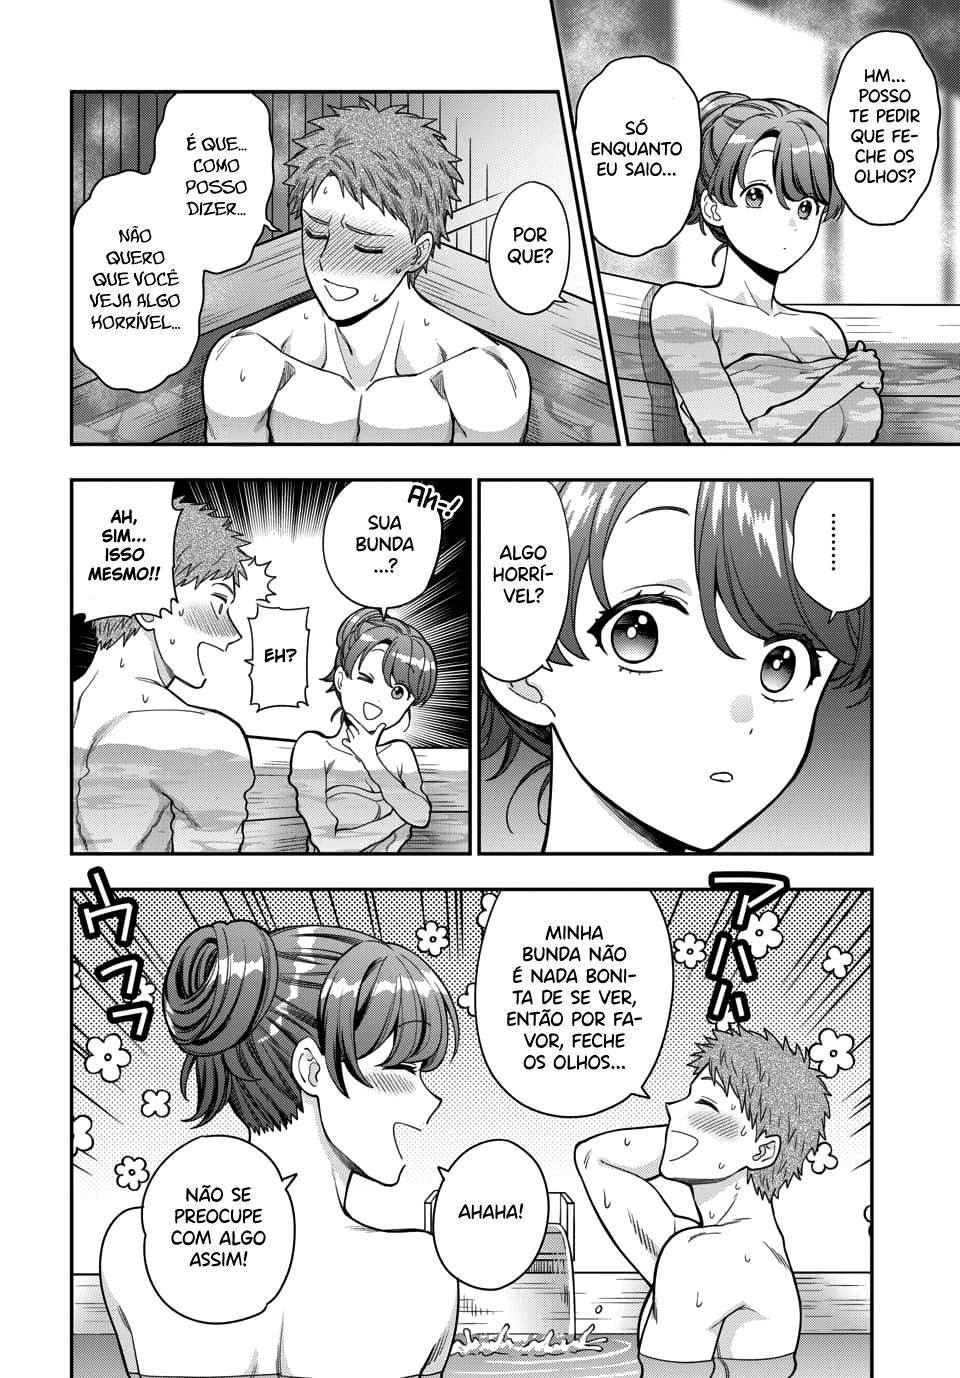 HM...
POSSO
TE PEDIR
QUE FE-
CHE OS
OLHOS?
SÓ
ENQUANTO
EU SAIO...
POR
QUE?
É QUE...
COMO
POSSO
DIZER...
NÃO
QUERO
QUE VOCÊ
VEJA ALGO
HORRÍVEL...
.........
ALGO
HORRÍ-
VEL?
Ah-!
SUA
BUNDA
...?
EH?
AH,
SIM...
ISSO
MESMO!!
アハハ
MINHA
BUNDA NÃO
É NADA BONI-
TA DE SE VER,
ENTÃO POR FA-
VOR, FECHE
OS OLHOS...
ウフフ
AHAHA!
NÃO SE
PREOCUPE
COM ALGO
ASSIM!